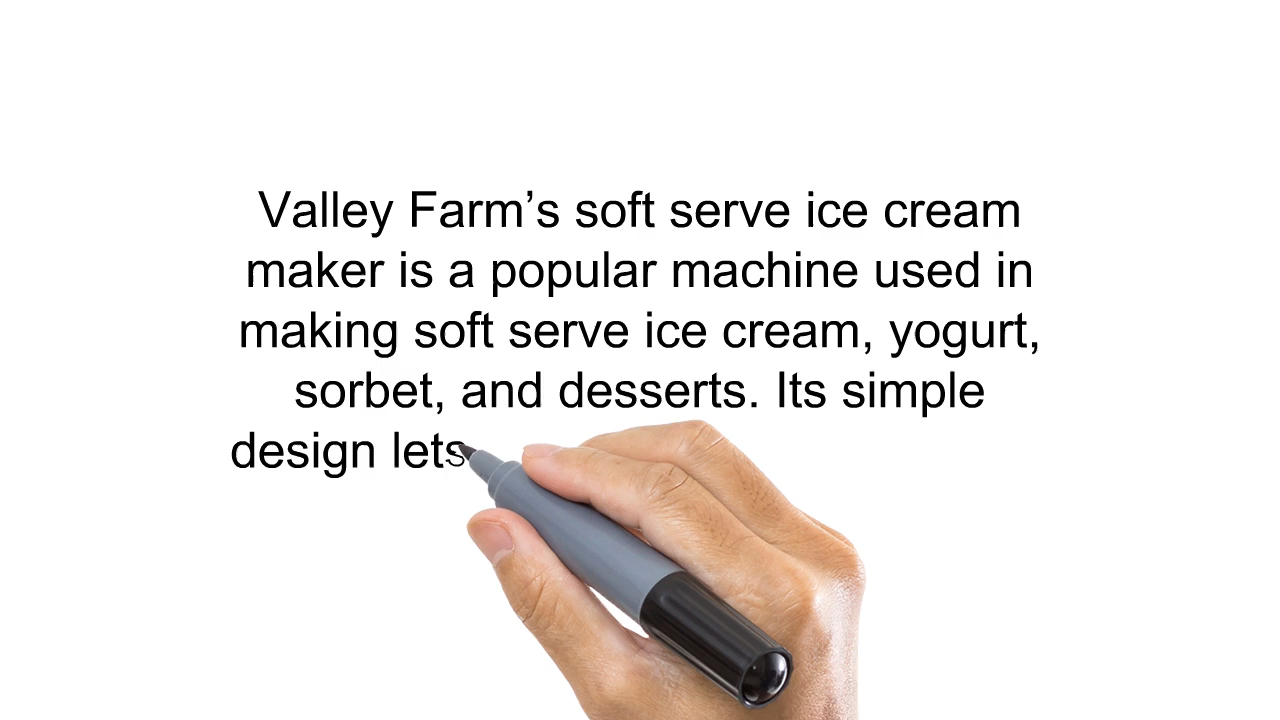 Valley Farm’s soft serve ice cream
maker is a popular machine used in
making soft serve ice cream, yogurt,
sorbet, and desserts. Its simple
design lets